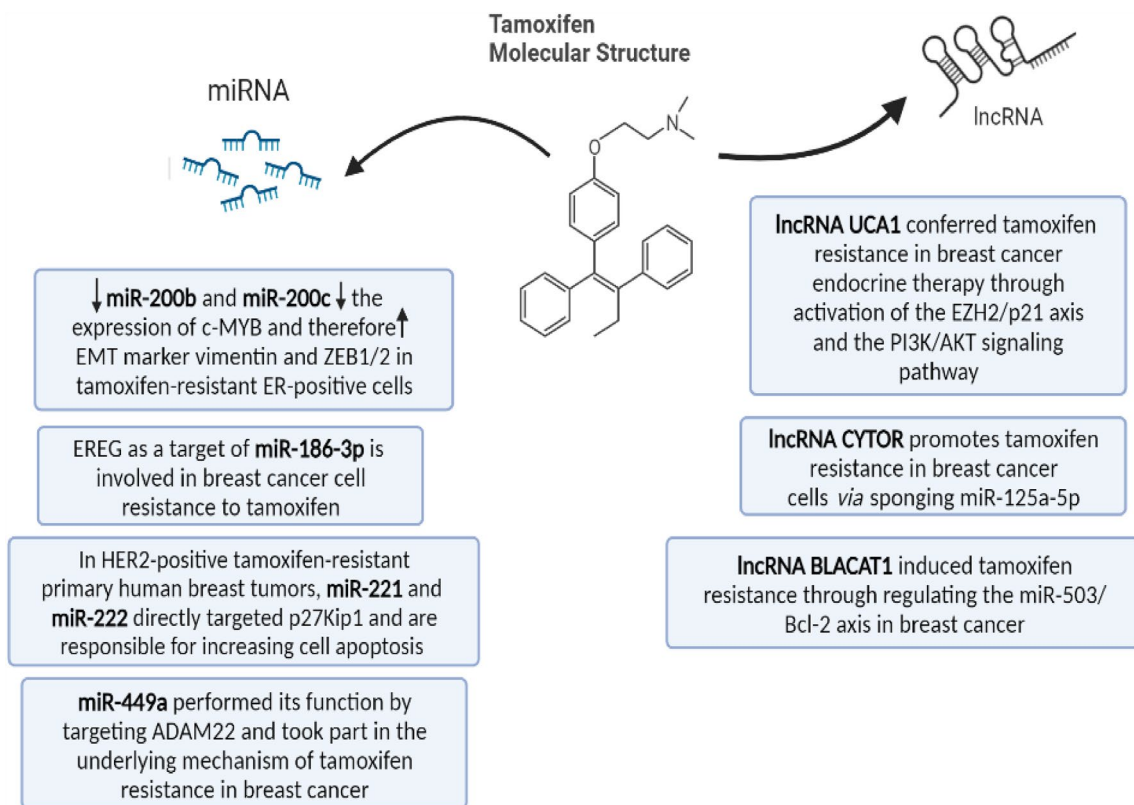 Tamoxifen
Molecular Structure
miRNA
lncRNA
O
N
↓miR-200b and miR-200c↓ the
expression of c-MYB and therefore↑
EMT marker vimentin and ZEB1/2 in
tamoxifen-resistant ER-positive cells
EREG as a target of miR-186-3p is
involved in breast cancer cell
resistance to tamoxifen
In HER2-positive tamoxifen-resistant
primary human breast tumors, miR-221 and
miR-222 directly targeted p27Kip1 and are
responsible for increasing cell apoptosis
miR-449a performed its function by
targeting ADAM22 and took part in the
underlying mechanism of tamoxifen
resistance in breast cancer
lncRNA UCA1 conferred tamoxifen
resistance in breast cancer
endocrine therapy through
activation of the EZH2/p21 axis
and the PI3K/AKT signaling
pathway
lncRNA CYTOR promotes tamoxifen
resistance in breast cancer
cells via sponging miR-125a-5p
lncRNA BLACAT1 induced tamoxifen
resistance through regulating the miR-503/
Bcl-2 axis in breast cancer